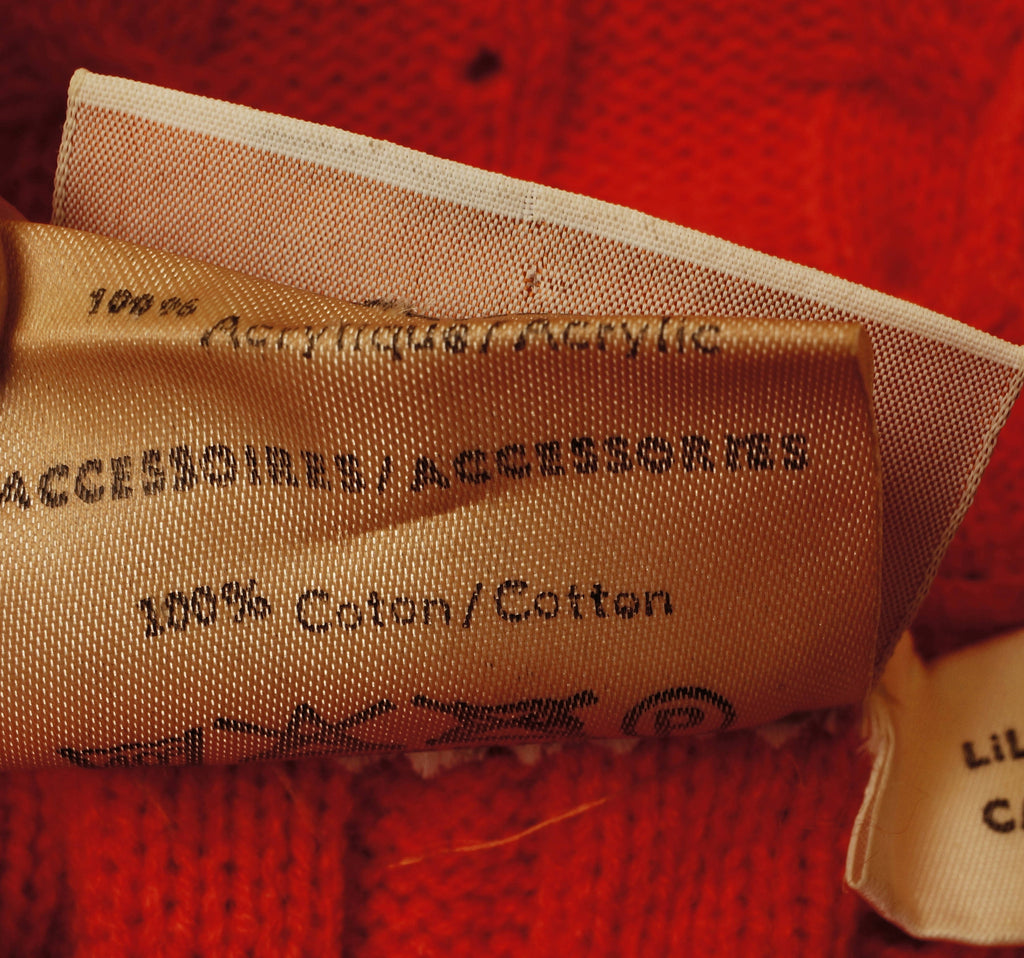 100% Acrylique/Acrylic
ACCESSOIRES/ACCESSORIES
100% Coton/Cotton
P